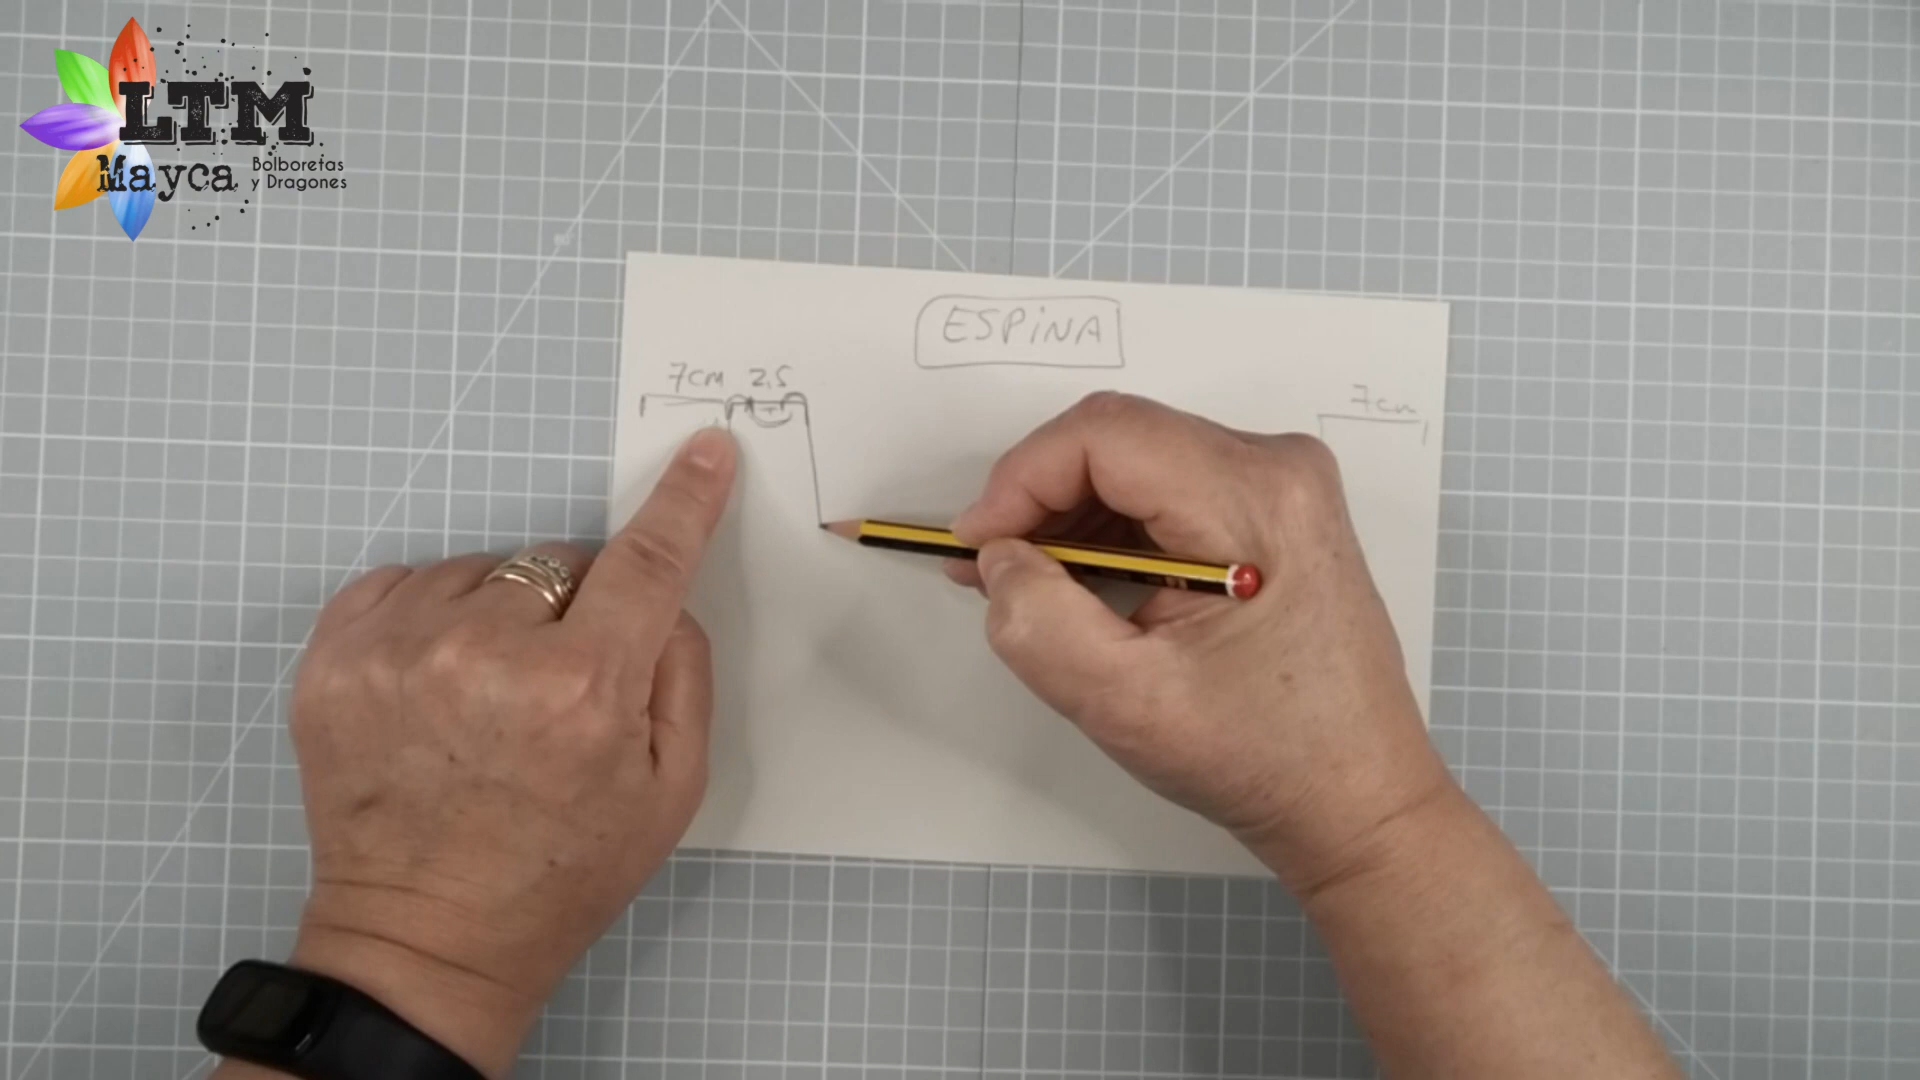 LTM
Mayca
Bolboretas
y Dragones
ESPINA
7cm 2,5
7cm